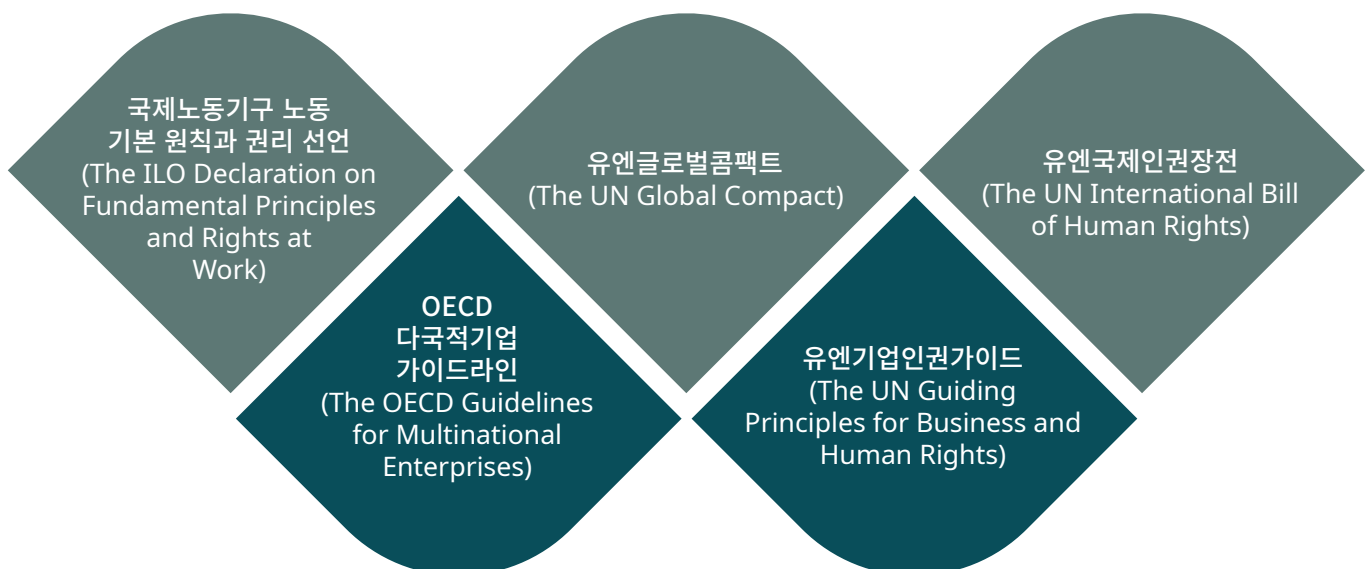 국제노동기구 노동
기본 원칙과 권리 선언
(The ILO Declaration on
Fundamental Principles
and Rights at
Work)
OECD
다국적기업
가이드라인
(The OECD Guidelines
for Multinational
Enterprises)
유엔글로벌콤팩트
(The UN Global Compact)
유엔기업인권가이드
(The UN Guiding
Principles for Business and
Human Rights)
유엔국제인권장전
(The UN International Bill
of Human Rights)